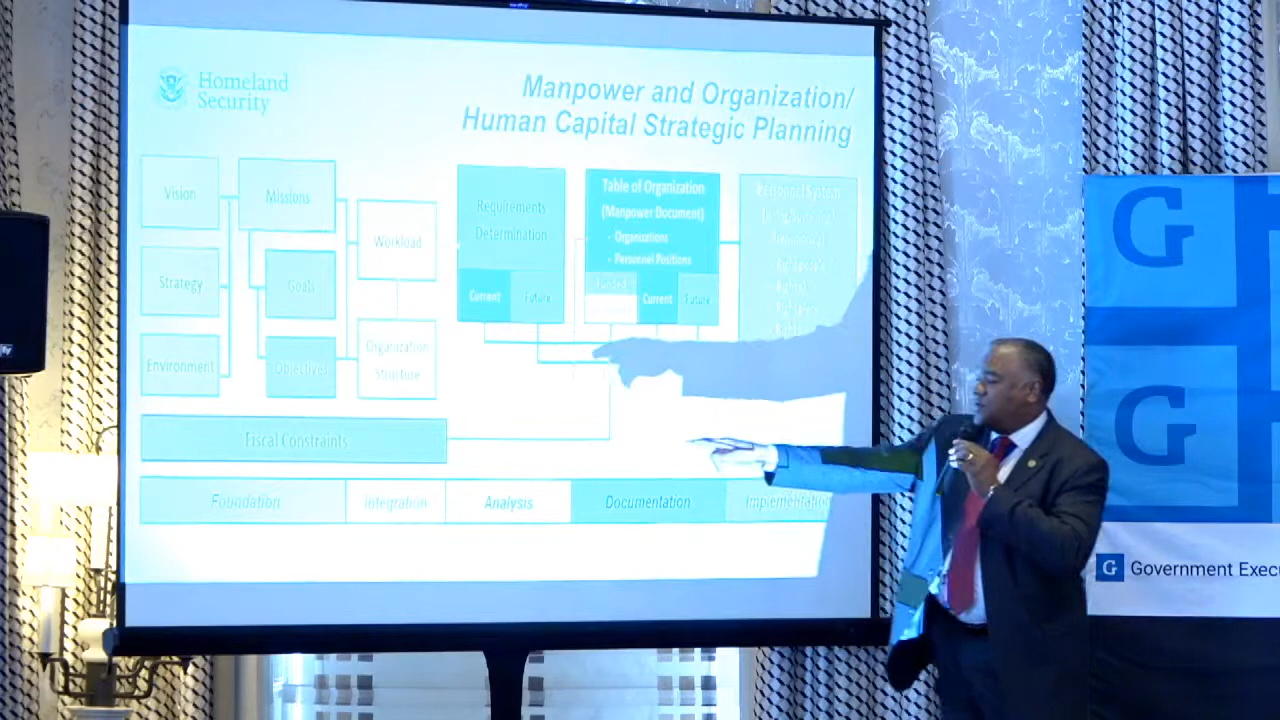 Homeland
Security
Manpower and Organization/
Human Capital Strategic Planning
Vision
Missions
Strategy
Goals
Environment
Objectives
Workload
Organization
Structure
Requirements
Determination
Current
Future
Table of Organization
(Manpower Document)
- Organizations
- Personnel Positions
Funded
Current
Future
Personnel System
Fiscal Constraints
Foundation
Integration
Analysis
Documentation
Implementation
G
G
G
Government Execu